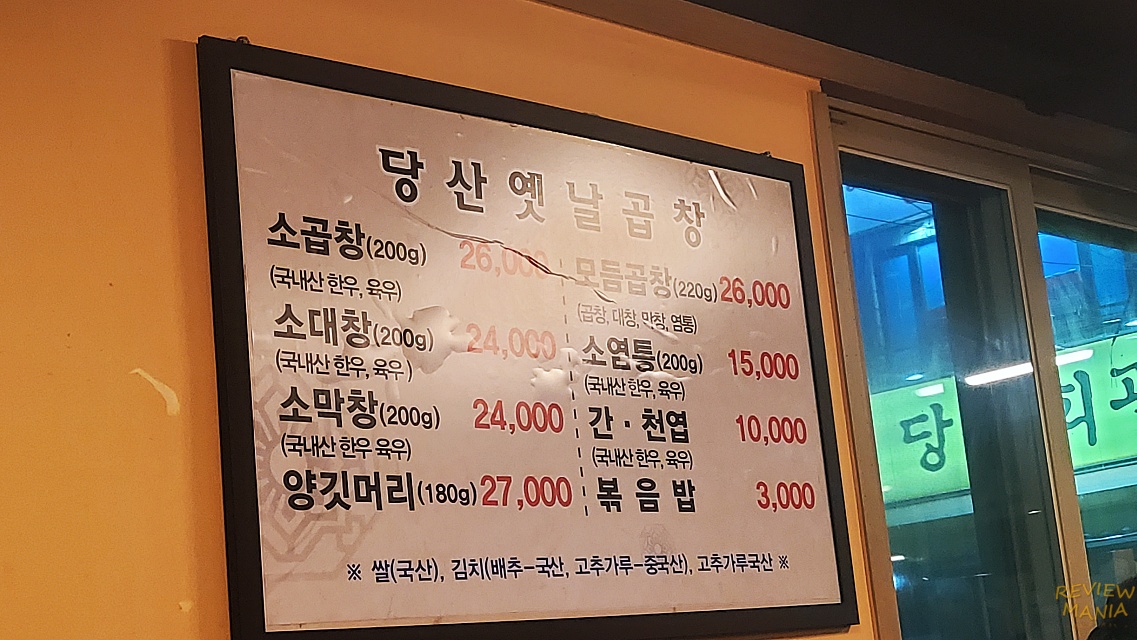 당산옛날곱창
소곱창(200g) 26,000
(국내산 한우, 육우)
소대창(200g) 24,000
(국내산 한우, 육우)
소막창(200g) 24,000
(국내산 한우 육우)
양깃머리(180g) 27,000
모듬곱창(220g) 26,000
(곱창, 대창, 막창, 염통)
소염통(200g) 15,000
(국내산 한우, 육우)
간·천엽 10,000
(국내산 한우, 육우)
볶음밥 3,000
※ 쌀(국산), 김치(배추-국산, 고추가루-중국산), 고추가루국산 ※
당
회
REVIEW
MANIA